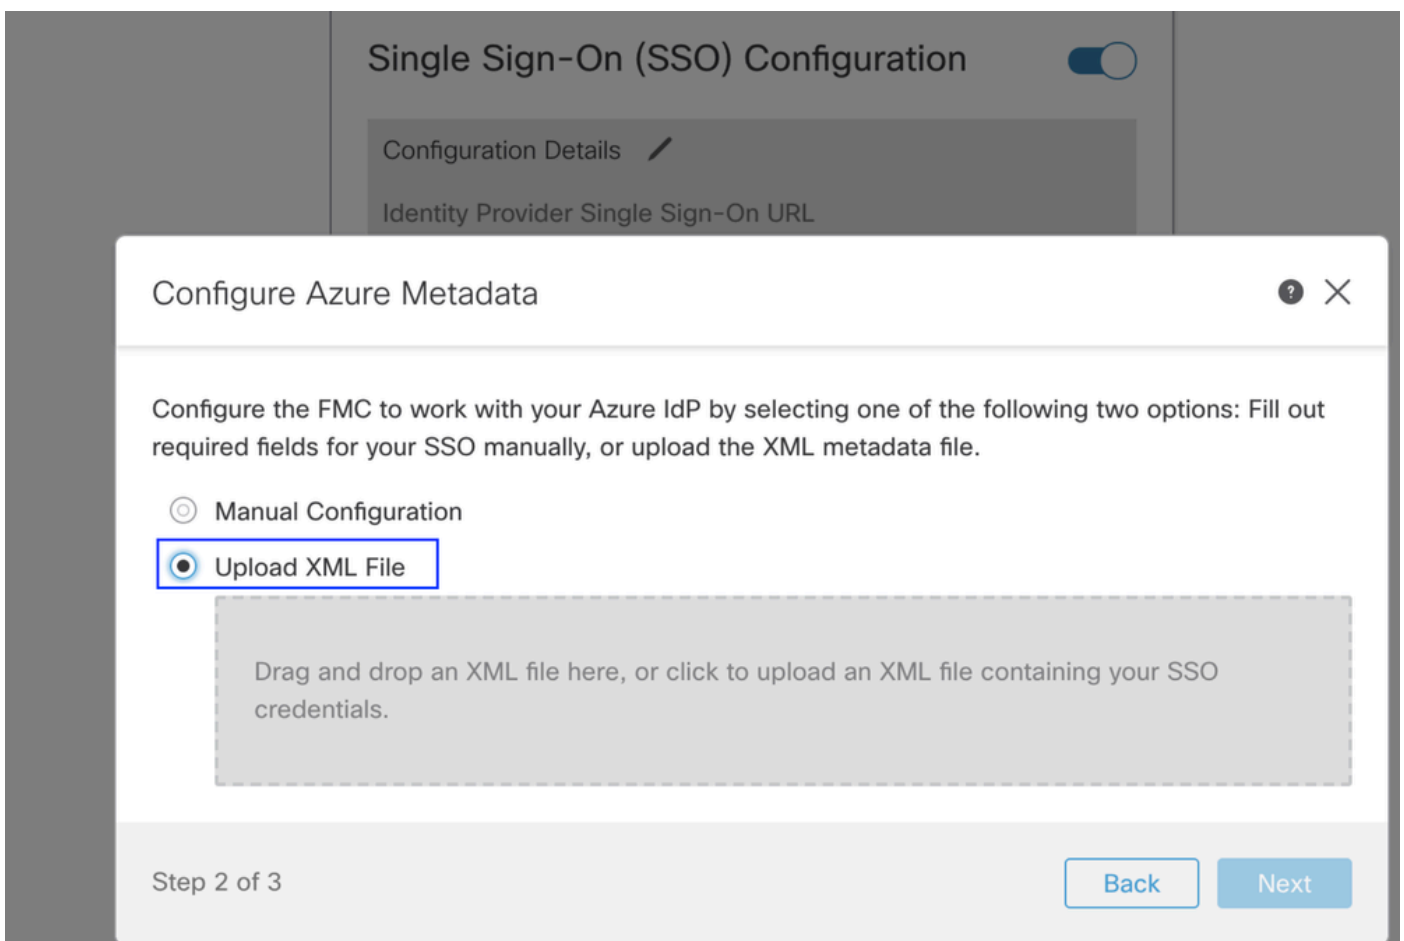 Single Sign-On (SSO) Configuration
Configuration Details
Identity Provider Single Sign-On URL
Configure Azure Metadata
?
Configure the FMC to work with your Azure IdP by selecting one of the following two options: Fill out
required fields for your SSO manually, or upload the XML metadata file.
Manual Configuration
Upload XML File
Drag and drop an XML file here, or click to upload an XML file containing your SSO
credentials.
Step 2 of 3
Back
Next